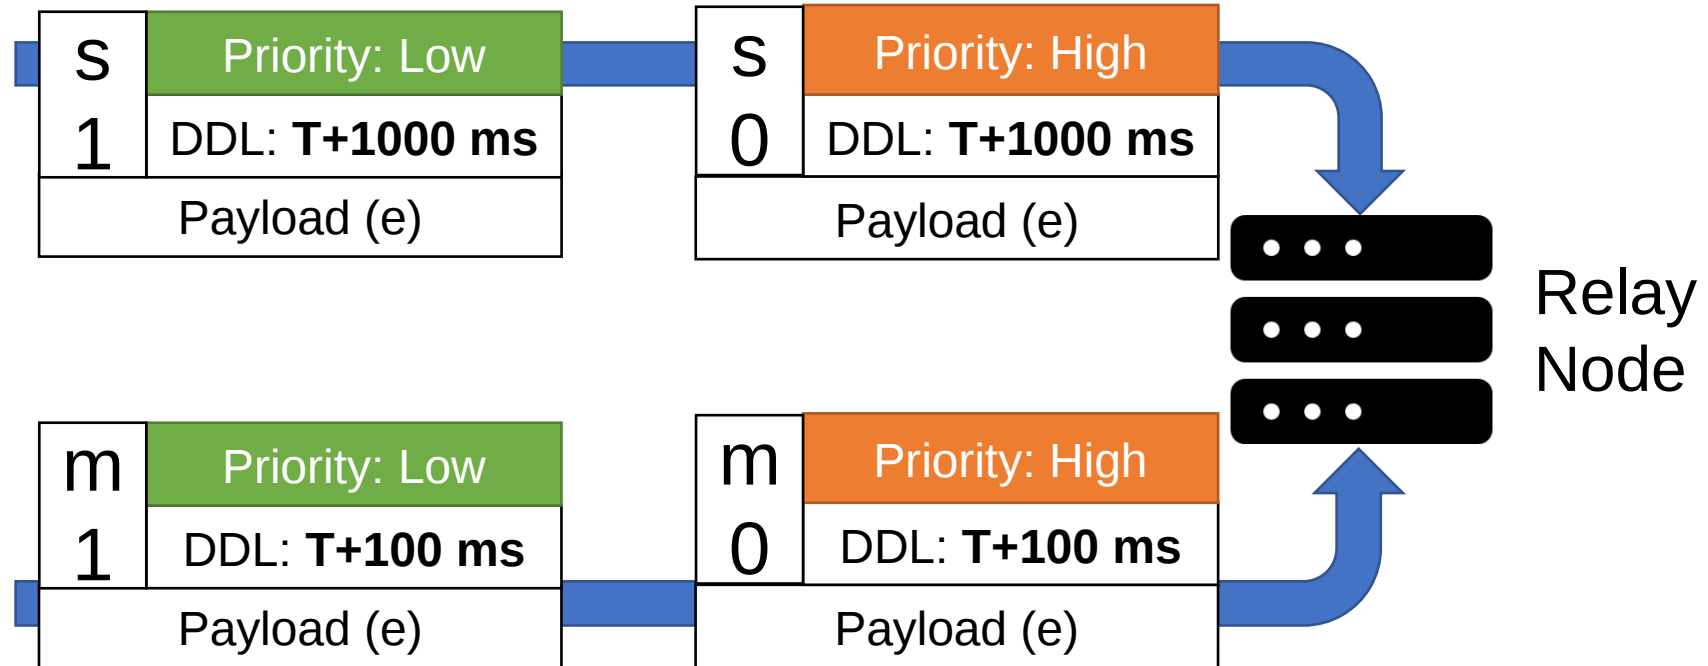 s
1
Priority: Low
DDL: T+1000 ms
Payload (e)
s
0
Priority: High
DDL: T+1000 ms
Payload (e)
Relay
Node
m
1
Priority: Low
DDL: T+100 ms
Payload (e)
m
0
Priority: High
DDL: T+100 ms
Payload (e)